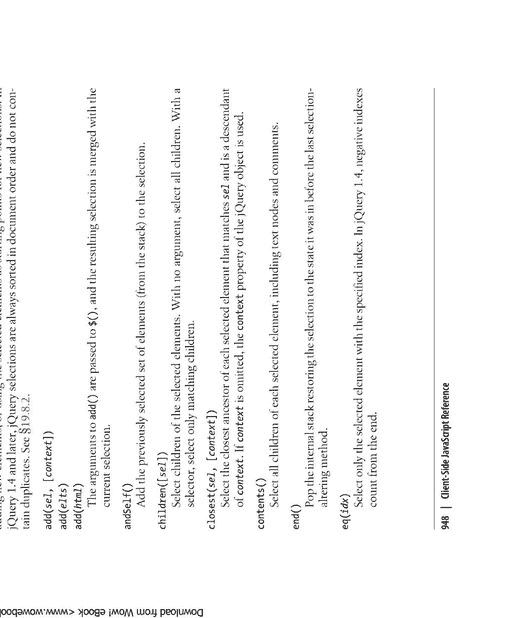 jQuery 1.4 and later, jQuery selections are always sorted in document order and do not con-
tain duplicates. See §19.8.2.
add(sel, [context])
add(elts)
add(html)
The arguments to add() are passed to $(), and the resulting selection is merged with the
current selection.
andSelf()
Add the previously selected set of elements (from the stack) to the selection.
children([sel])
Select children of the selected elements. With no argument, select all children. With a
selector, select only matching children.
closest(sel, [context])
Select the closest ancestor of each selected element that matches sel and is a descendant
of context. If context is omitted, the context property of the jQuery object is used.
contents()
Select all children of each selected element, including text nodes and comments.
end()
Pop the internal stack restoring the selection to the state it was in before the last selection-
altering method.
eq(idx)
Select only the selected element with the specified index. In jQuery 1.4, negative indexes
count from the end.
948 | Client-Side JavaScript Reference
Download from Wow! eBook <www.wowebook